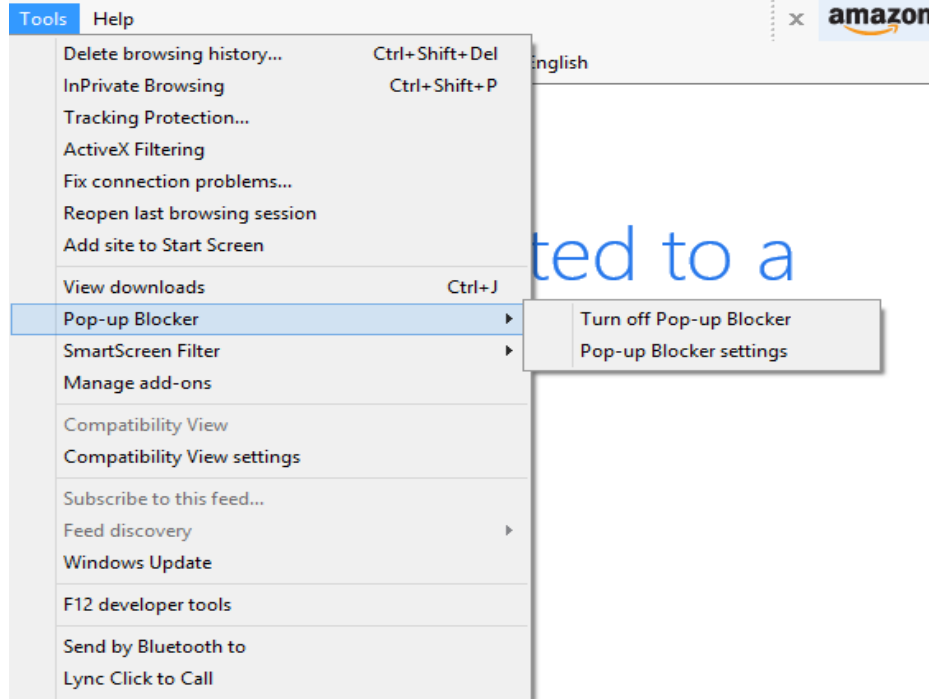 Tools Help
amazon
Delete browsing history... Ctrl+Shift+Del
English
InPrivate Browsing Ctrl+Shift+P
Tracking Protection...
ActiveX Filtering
Fix connection problems...
Reopen last browsing session
Add site to Start Screen
ted to a
View downloads Ctrl+J
Pop-up Blocker
Turn off Pop-up Blocker
SmartScreen Filter
Pop-up Blocker settings
Manage add-ons
Compatibility View
Compatibility View settings
Subscribe to this feed...
Feed discovery
Windows Update
F12 developer tools
Send by Bluetooth to
Lync Click to Call